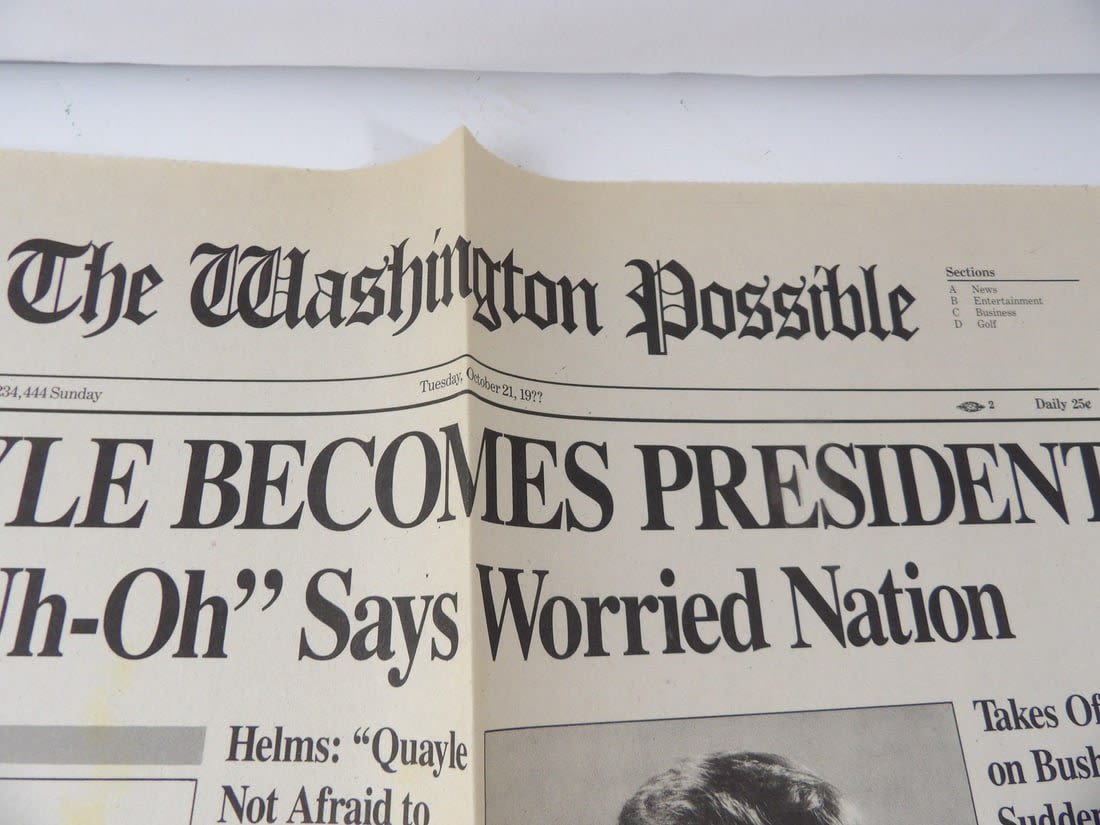 The Washington Possible
Sections
A News
B Entertainment
C Business
D Golf
234,444 Sunday
Tuesday, October 21, 19??
2
Daily 25¢
YLE BECOMES PRESIDENT
Uh-Oh” Says Worried Nation
Helms: “Quayle
Not Afraid to
Takes Of
on Bush
Sudden